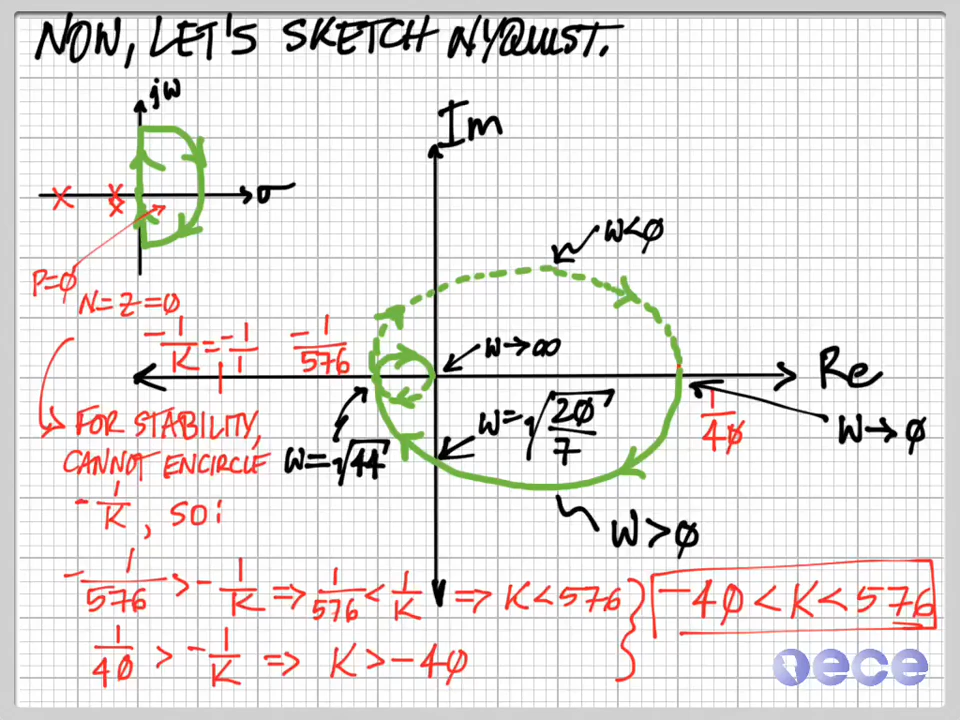 NOW, LET'S SKETCH NYQUIST.
jω
σ
Im
ω<0
P=0
N=Z=0
-1/K = -1/1
-1/576
ω→∞
Re
1/40
ω→0
ω=√(20/7)
ω=√44
ω>0
FOR STABILITY,
CANNOT ENCIRCLE
-1/K, SO:
-1/576 > -1/K ⇒ 1/576 < 1/K ⇒ K<576
1/40 > -1/K ⇒ K>-40
-40<K<576
ece